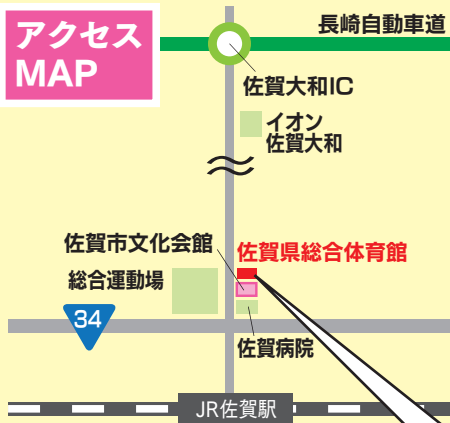 アクセス
MAP
長崎自動車道
佐賀大和IC
イオン
佐賀大和
佐賀市文化会館
佐賀県総合体育館
総合運動場
34
佐賀病院
JR佐賀駅